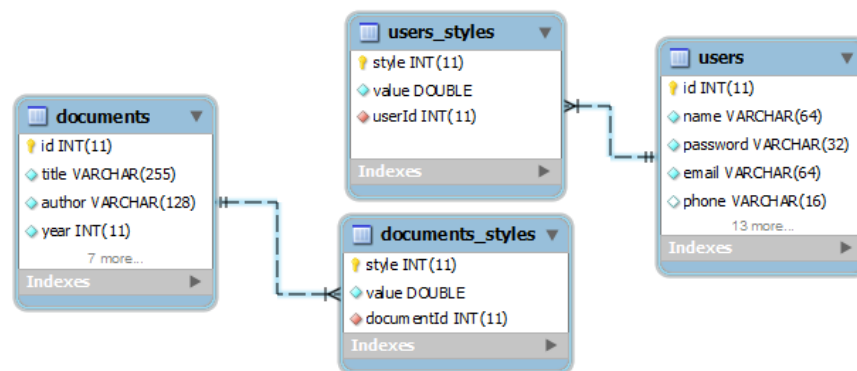 documents
id INT(11)
title VARCHAR(255)
author VARCHAR(128)
year INT(11)
7 more...
Indexes
users_styles
style INT(11)
value DOUBLE
userId INT(11)
Indexes
documents_styles
style INT(11)
value DOUBLE
documentId INT(11)
Indexes
users
id INT(11)
name VARCHAR(64)
password VARCHAR(32)
email VARCHAR(64)
phone VARCHAR(16)
13 more...
Indexes